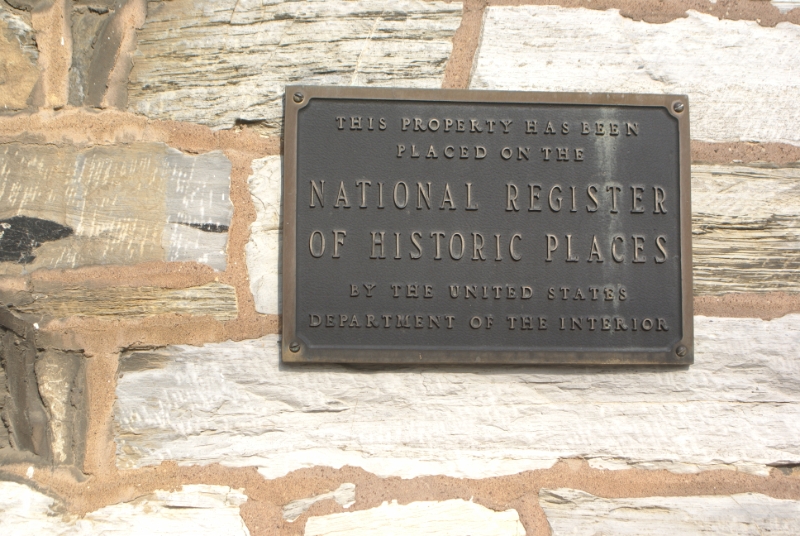 THIS PROPERTY HAS BEEN
PLACED ON THE
NATIONAL REGISTER
OF HISTORIC PLACES
BY THE UNITED STATES
DEPARTMENT OF THE INTERIOR